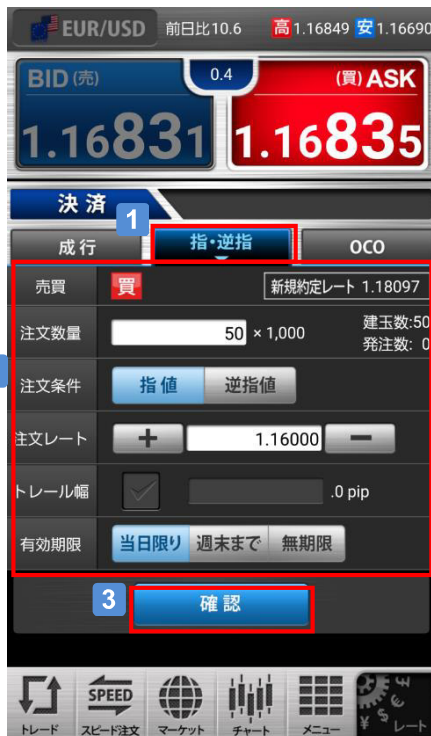 EUR/USD 前日比10.6 高 1.16849 安 1.16690
BID (売) 0.4 (買) ASK
1.16831 1.16835
決済
1
成行 指・逆指 OCO
売買 買 新規約定レート 1.18097
注文数量 50 × 1,000 建玉数:50
発注数: 0
注文条件 指値 逆指値
注文レート + 1.16000 −
トレール幅 .0 pip
有効期限 当日限り 週末まで 無期限
3 確認
SPEED
トレード スピード注文 マーケット チャート メニュー レート